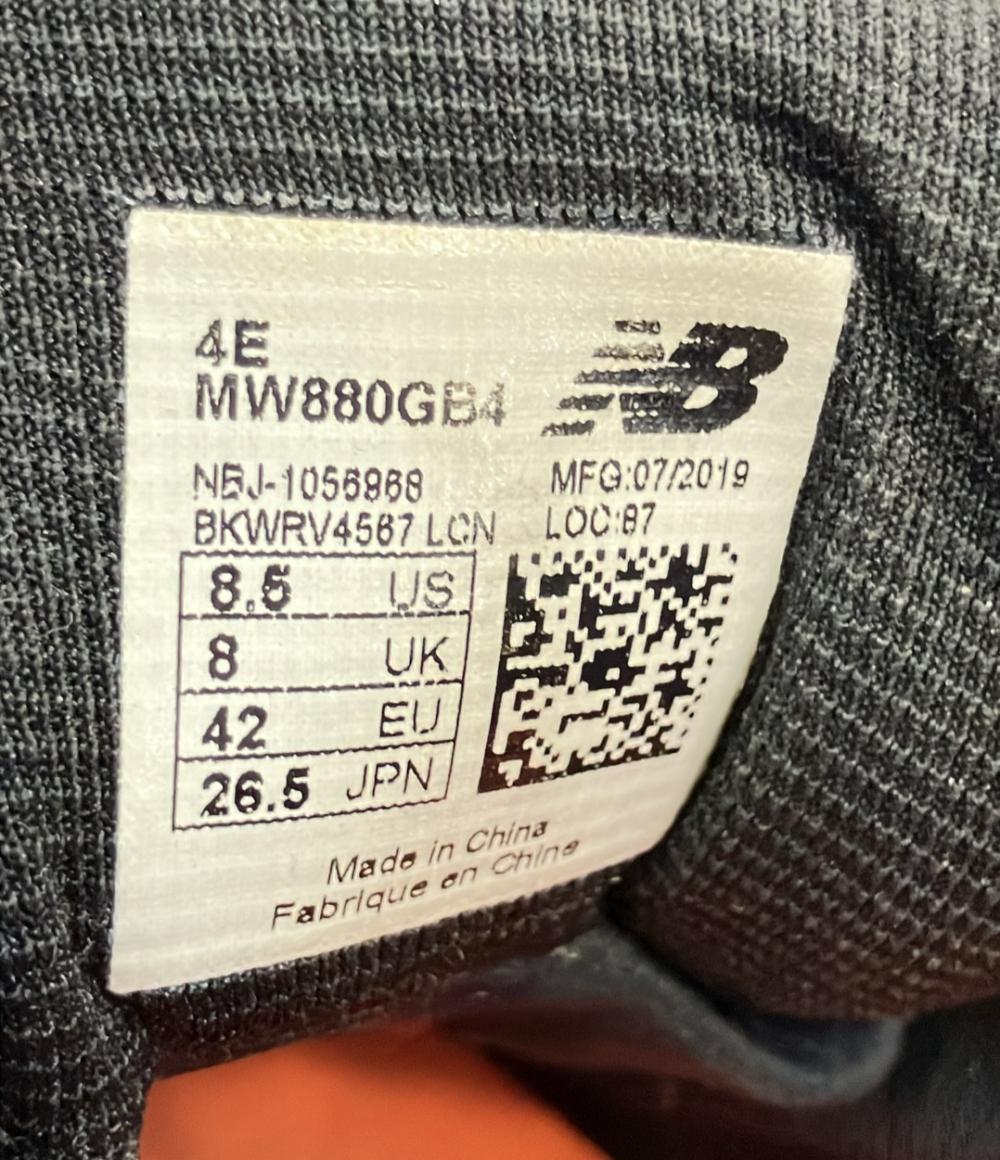 4E
MW880GB4
NB
NBJ-1056968
MFG:07/2019
BKWRV4567 LCN
LOC:87
8.5 US
8 UK
42 EU
26.5 JPN
Made in China
Fabrique en Chine